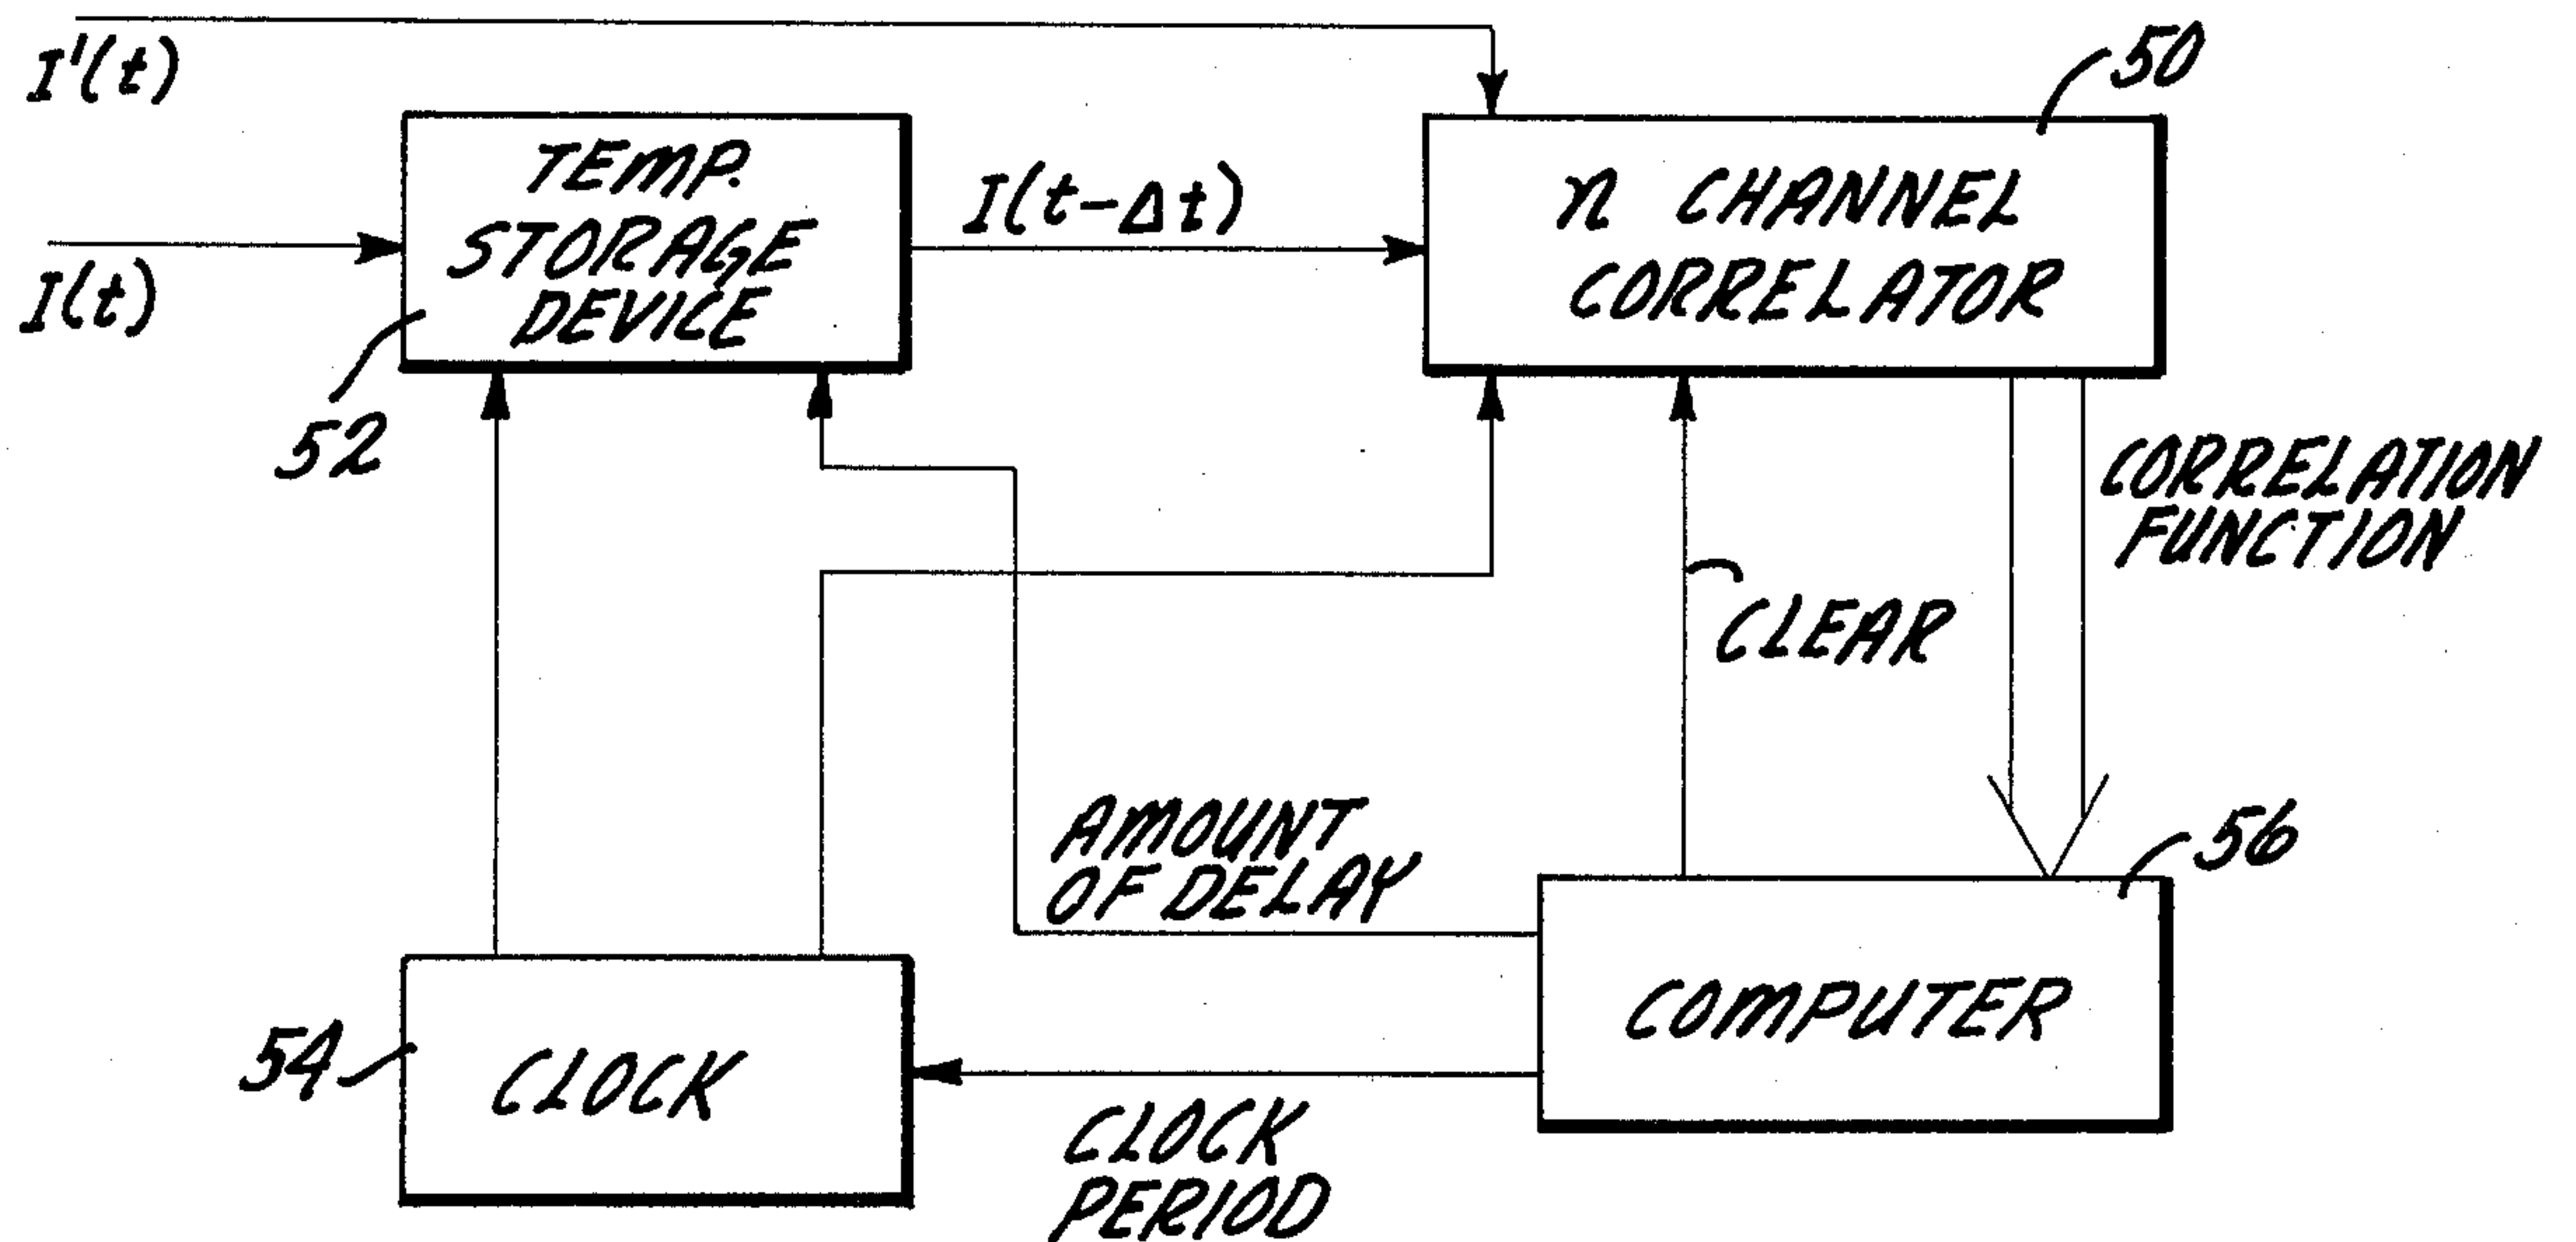 I'(t)
50
TEMP.
STORAGE
DEVICE
I(t-Δt)
n CHANNEL
CORRELATOR
I(t)
52
CORRELATION
FUNCTION
CLEAR
AMOUNT
OF DELAY
56
COMPUTER
54
CLOCK
CLOCK
PERIOD